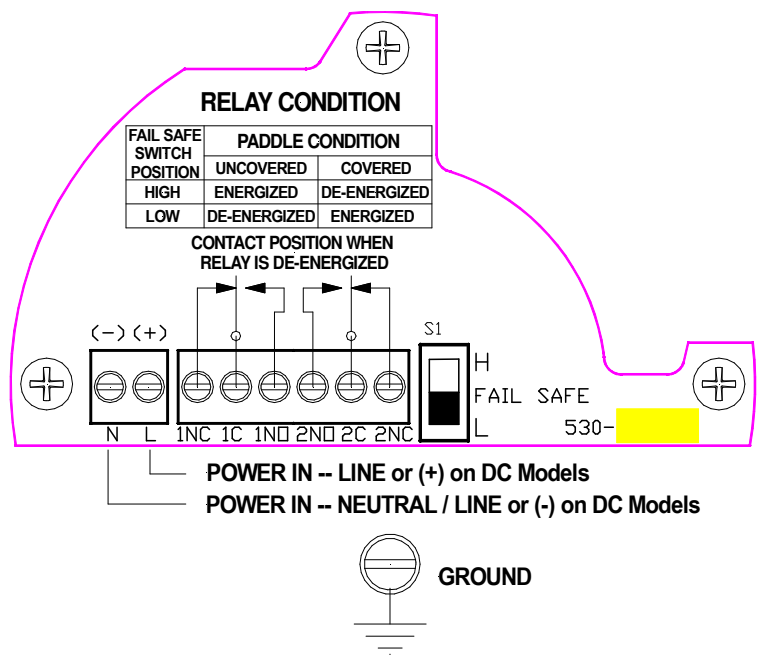 RELAY CONDITION
FAIL SAFE
SWITCH
POSITION
PADDLE CONDITION
UNCOVERED COVERED
HIGH ENERGIZED DE-ENERGIZED
LOW DE-ENERGIZED ENERGIZED
CONTACT POSITION WHEN
RELAY IS DE-ENERGIZED
(-) (+)
S1
H
FAIL SAFE
L
530-
N L 1NC 1C 1NO 2NO 2C 2NC
POWER IN -- LINE or (+) on DC Models
POWER IN -- NEUTRAL / LINE or (-) on DC Models
GROUND